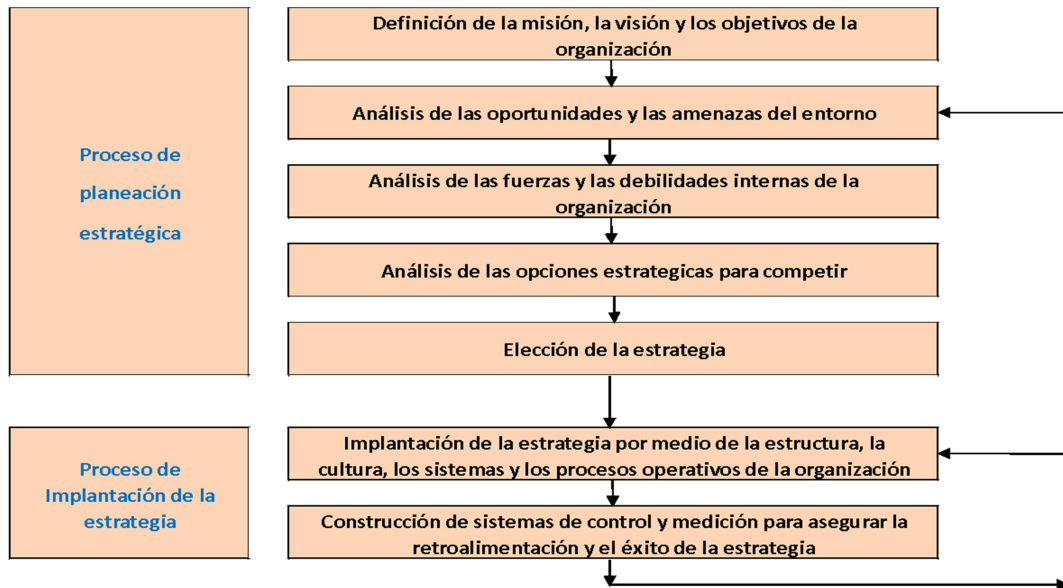 Definición de la misión, la visión y los objetivos de la
organización
Análisis de las oportunidades y las amenazas del entorno
Proceso de
planeación
estratégica
Análisis de las fuerzas y las debilidades internas de la
organización
Análisis de las opciones estrategicas para competir
Elección de la estrategia
Proceso de
Implantación de la
estrategia
Implantación de la estrategia por medio de la estructura, la
cultura, los sistemas y los procesos operativos de la organización
Construcción de sistemas de control y medición para asegurar la
retroalimentación y el éxito de la estrategia